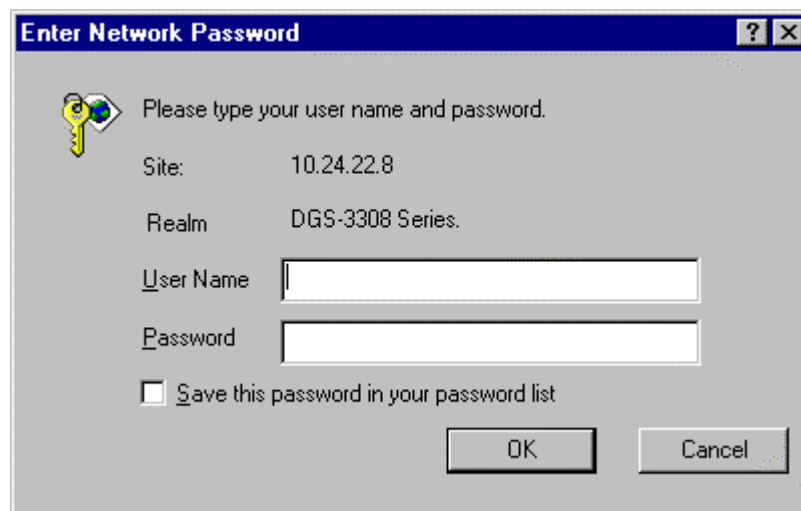 Enter Network Password
Please type your user name and password.
Site: 10.24.22.8
Realm DGS-3308 Series.
User Name
Password
Save this password in your password list
OK Cancel